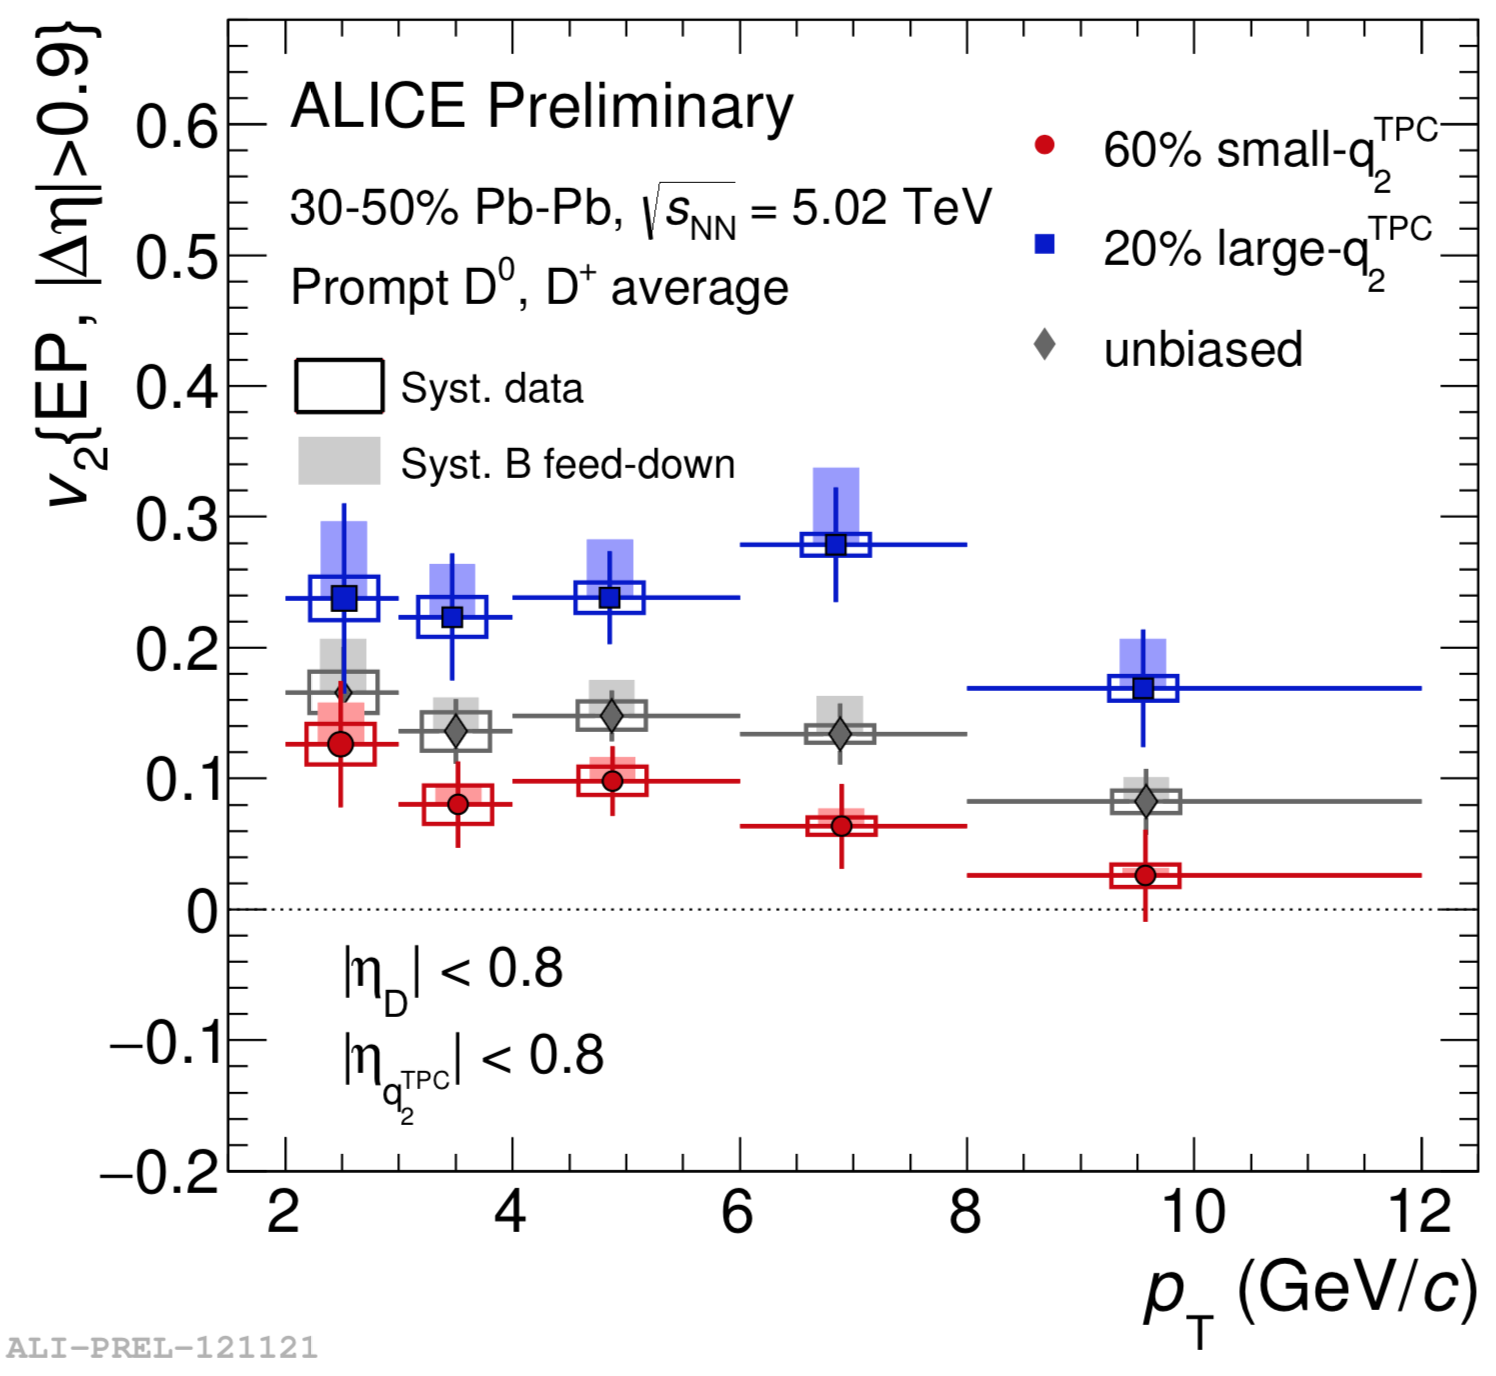 v2{EP, |Δη|>0.9}
0.6
0.5
0.4
0.3
0.2
0.1
0
−0.1
−0.2
ALICE Preliminary
30-50% Pb-Pb, √sNN = 5.02 TeV
Prompt D0, D+ average
Syst. data
Syst. B feed-down
60% small-q2TPC
20% large-q2TPC
unbiased
|ηD| < 0.8
|ηq2TPC| < 0.8
2 4 6 8 10 12
pT (GeV/c)
ALI−PREL−121121